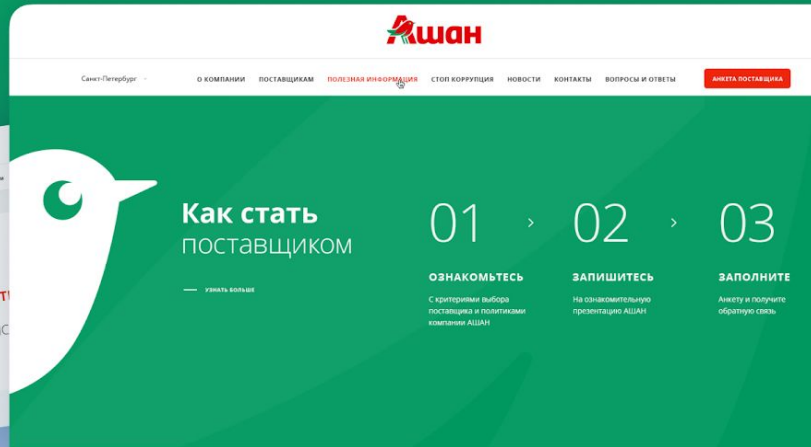 Ашан
Санкт-Петербург
О КОМПАНИИ ПОСТАВЩИКАМ ПОЛЕЗНАЯ ИНФОРМАЦИЯ СТОП КОРРУПЦИЯ НОВОСТИ КОНТАКТЫ ВОПРОСЫ И ОТВЕТЫ
АНКЕТА ПОСТАВЩИКА
Как стать
поставщиком
УЗНАТЬ БОЛЬШЕ
01
ОЗНАКОМЬТЕСЬ
С критериями выбора
поставщика и политиками
компании АШАН
02
ЗАПИШИТЕСЬ
На ознакомительную
презентацию АШАН
03
ЗАПОЛНИТЕ
Анкету и получите
обратную связь